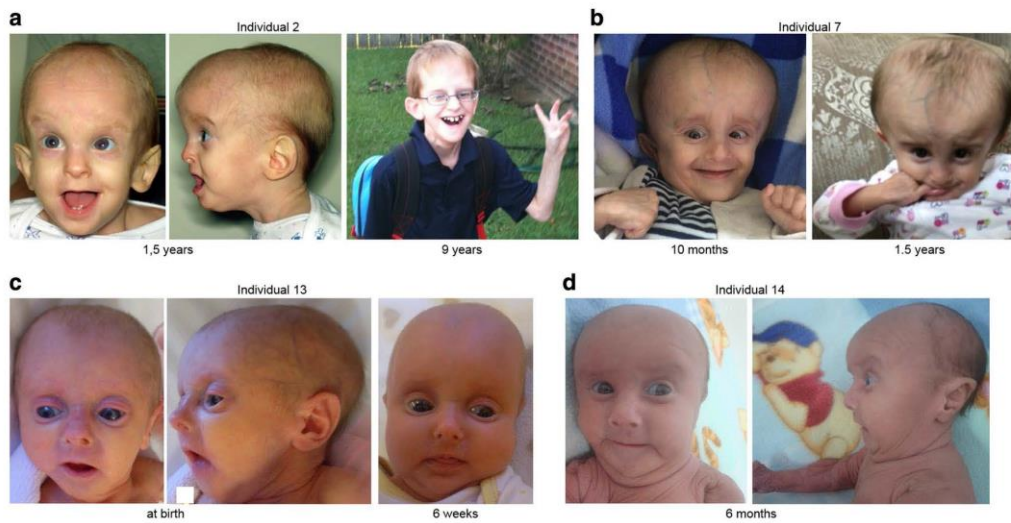 a
Individual 2
b
Individual 7
1,5 years
9 years
10 months
1.5 years
c
Individual 13
d
Individual 14
at birth
6 weeks
6 months